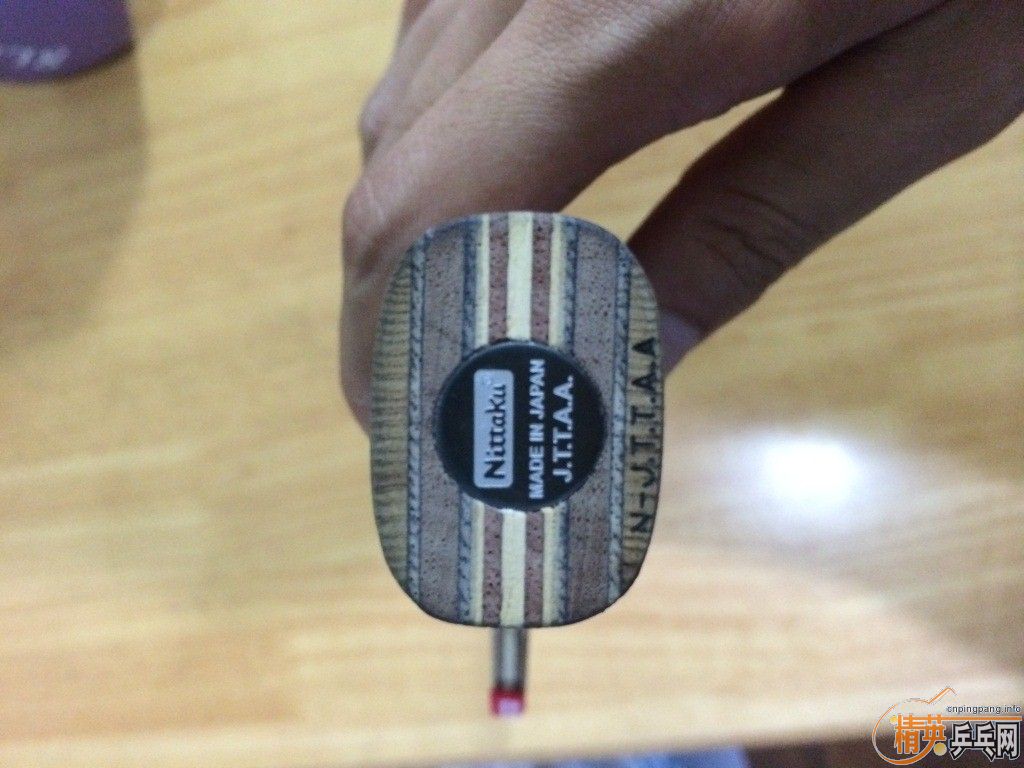 Nittaku
MADE IN JAPAN
J.T.T.A.A.
N-J.T.T.A.A
cnpingpang.info
精英乒乓网